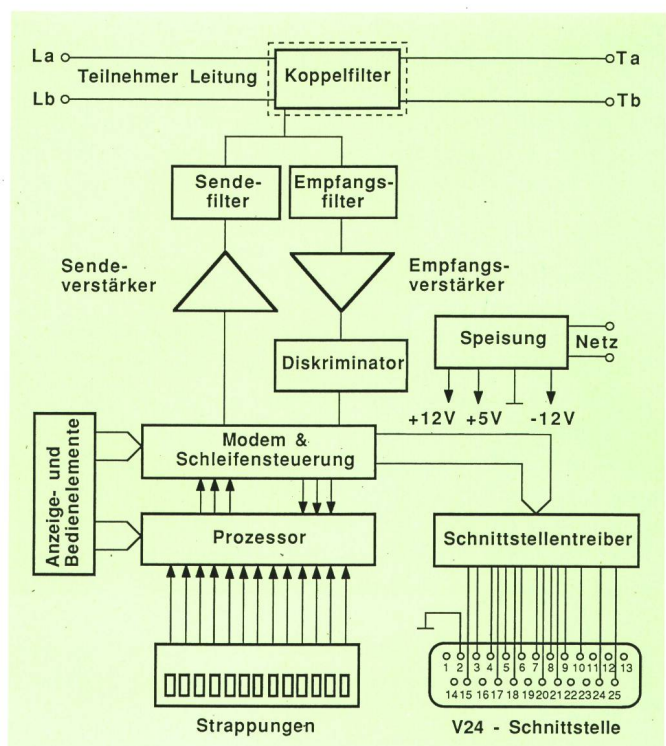 La
Teilnehmer Leitung
Lb
Koppelfilter
Ta
Tb
Sende-
filter
Empfangs-
filter
Sende-
verstärker
Empfangs-
verstärker
Diskriminator
Speisung
Netz
+12V +5V -12V
Anzeige- und
Bedienelemente
Modem &
Schleifensteuerung
Prozessor
Schnittstellentreiber
Strappungen
1 2 3 4 5 6 7 8 9 10 11 12 13
14 15 16 17 18 19 20 21 22 23 24 25
V24 - Schnittstelle